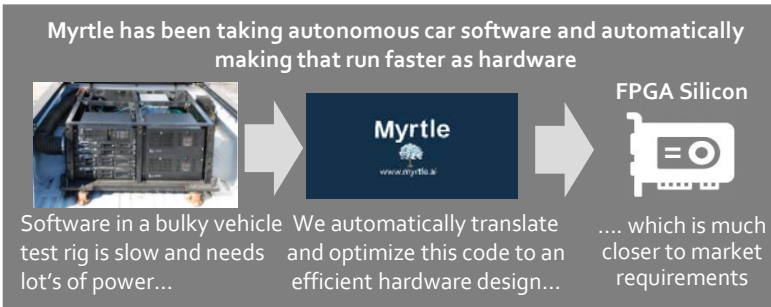 Myrtle has been taking autonomous car software and automatically
making that run faster as hardware
FPGA Silicon
Myrtle
www.myrtle.ai
Software in a bulky vehicle
test rig is slow and needs
lot's of power...
We automatically translate
and optimize this code to an
efficient hardware design...
.... which is much
closer to market
requirements